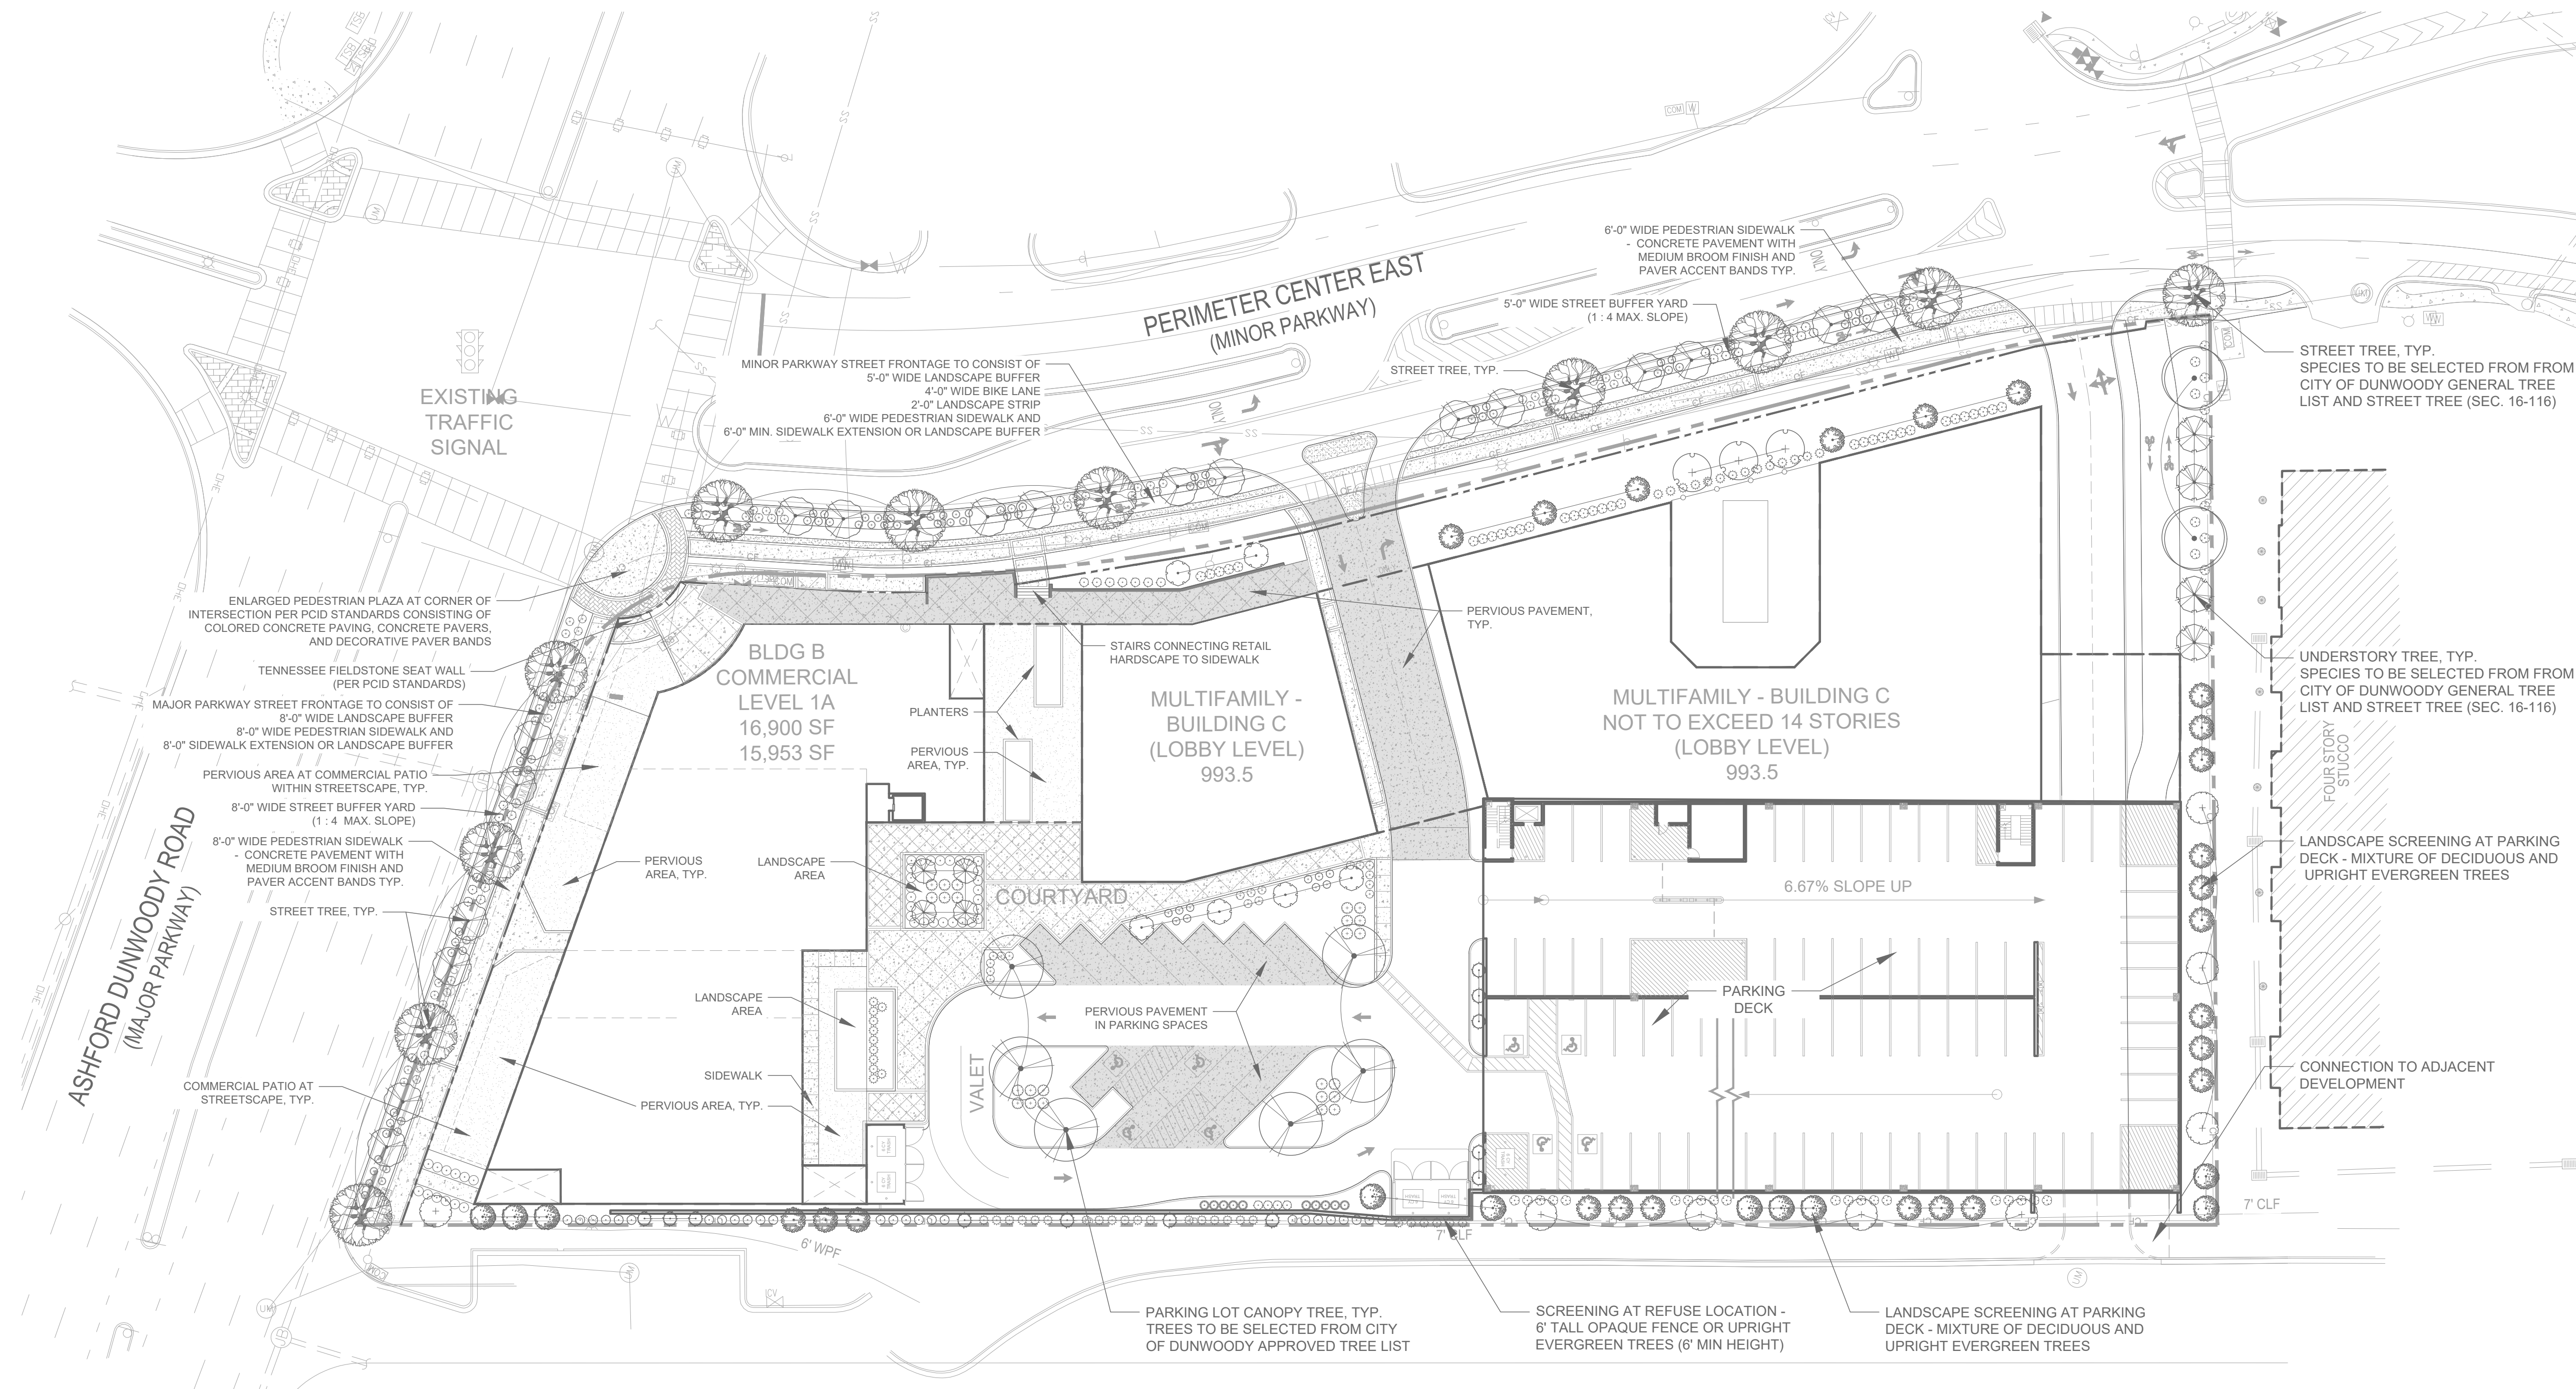 PERIMETER CENTER EAST
(MINOR PARKWAY)
6'-0" WIDE PEDESTRIAN SIDEWALK
- CONCRETE PAVEMENT WITH
MEDIUM BROOM FINISH AND
PAVER ACCENT BANDS TYP.
5'-0" WIDE STREET BUFFER YARD
(1 : 4 MAX. SLOPE)
STREET TREE, TYP.
ONLY
ONLY
MINOR PARKWAY STREET FRONTAGE TO CONSIST OF
5'-0" WIDE LANDSCAPE BUFFER
4'-0" WIDE BIKE LANE
2'-0" LANDSCAPE STRIP
6'-0" WIDE PEDESTRIAN SIDEWALK AND
6'-0" MIN. SIDEWALK EXTENSION OR LANDSCAPE BUFFER
EXISTING
TRAFFIC
SIGNAL
STREET TREE, TYP.
SPECIES TO BE SELECTED FROM FROM
CITY OF DUNWOODY GENERAL TREE
LIST AND STREET TREE (SEC. 16-116)
ENLARGED PEDESTRIAN PLAZA AT CORNER OF
INTERSECTION PER PCID STANDARDS CONSISTING OF
COLORED CONCRETE PAVING, CONCRETE PAVERS,
AND DECORATIVE PAVER BANDS
TENNESSEE FIELDSTONE SEAT WALL
(PER PCID STANDARDS)
MAJOR PARKWAY STREET FRONTAGE TO CONSIST OF
8'-0" WIDE LANDSCAPE BUFFER
8'-0" WIDE PEDESTRIAN SIDEWALK AND
8'-0" SIDEWALK EXTENSION OR LANDSCAPE BUFFER
PERVIOUS AREA AT COMMERCIAL PATIO
WITHIN STREETSCAPE, TYP.
8'-0" WIDE STREET BUFFER YARD
(1 : 4 MAX. SLOPE)
8'-0" WIDE PEDESTRIAN SIDEWALK
- CONCRETE PAVEMENT WITH
MEDIUM BROOM FINISH AND
PAVER ACCENT BANDS TYP.
STREET TREE, TYP.
ASHFORD DUNWOODY ROAD
(MAJOR PARKWAY)
COMMERCIAL PATIO AT
STREETSCAPE, TYP.
BLDG B
COMMERCIAL
LEVEL 1A
16,900 SF
15,953 SF
STAIRS CONNECTING RETAIL
HARDSCAPE TO SIDEWALK
PERVIOUS PAVEMENT,
TYP.
PLANTERS
PERVIOUS
AREA, TYP.
MULTIFAMILY -
BUILDING C
(LOBBY LEVEL)
993.5
MULTIFAMILY - BUILDING C
NOT TO EXCEED 14 STORIES
(LOBBY LEVEL)
993.5
UNDERSTORY TREE, TYP.
SPECIES TO BE SELECTED FROM FROM
CITY OF DUNWOODY GENERAL TREE
LIST AND STREET TREE (SEC. 16-116)
FOUR STORY
STUCCO
PERVIOUS
AREA, TYP.
LANDSCAPE
AREA
COURTYARD
6.67% SLOPE UP
LANDSCAPE SCREENING AT PARKING
DECK - MIXTURE OF DECIDUOUS AND
UPRIGHT EVERGREEN TREES
LANDSCAPE
AREA
PERVIOUS PAVEMENT
IN PARKING SPACES
PARKING
DECK
SIDEWALK
VALET
PERVIOUS AREA, TYP.
CONNECTION TO ADJACENT
DEVELOPMENT
7' CLF
6' WPF
7' CLF
PARKING LOT CANOPY TREE, TYP.
TREES TO BE SELECTED FROM CITY
OF DUNWOODY APPROVED TREE LIST
SCREENING AT REFUSE LOCATION -
6' TALL OPAQUE FENCE OR UPRIGHT
EVERGREEN TREES (6' MIN HEIGHT)
LANDSCAPE SCREENING AT PARKING
DECK - MIXTURE OF DECIDUOUS AND
UPRIGHT EVERGREEN TREES